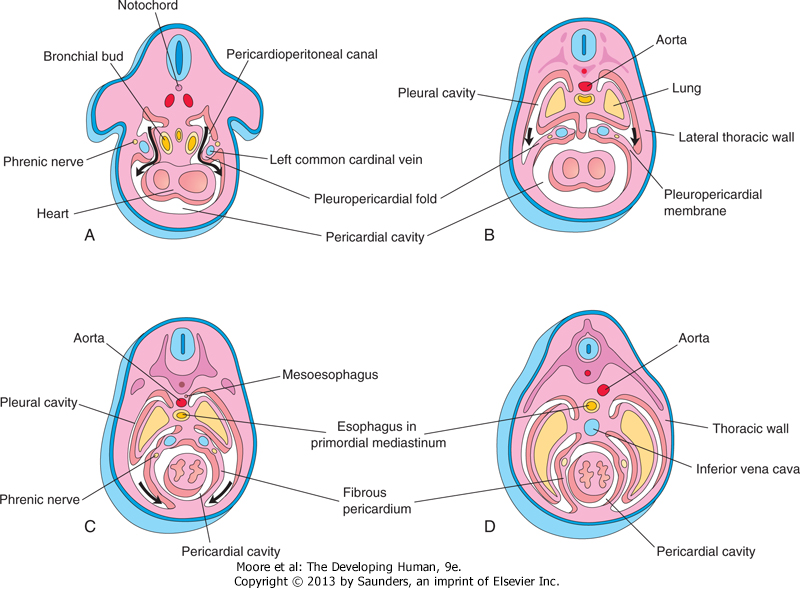 Notochord
Bronchial bud
Pericardioperitoneal canal
Phrenic nerve
Left common cardinal vein
Pleuropericardial fold
Heart
Pericardial cavity
A
Aorta
Pleural cavity
Lung
Lateral thoracic wall
Pleuropericardial
membrane
B
Aorta
Mesoesophagus
Pleural cavity
Esophagus in
primordial mediastinum
Phrenic nerve
Fibrous
pericardium
C
Pericardial cavity
Aorta
Thoracic wall
Inferior vena cava
D
Pericardial cavity
Moore et al: The Developing Human, 9e.
Copyright © 2013 by Saunders, an imprint of Elsevier Inc.